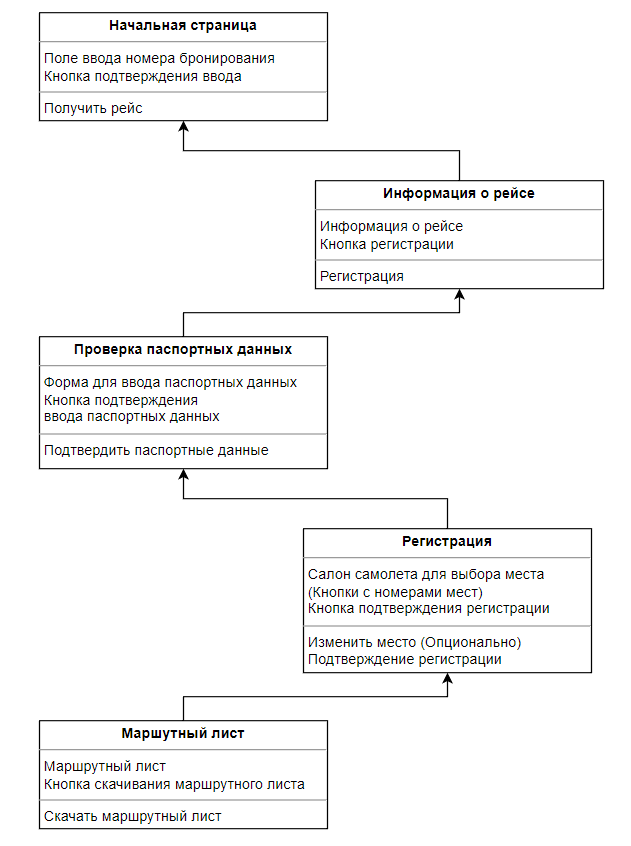 Начальная страница
Поле ввода номера бронирования
Кнопка подтверждения ввода
Получить рейс
Информация о рейсе
Информация о рейсе
Кнопка регистрации
Регистрация
Проверка паспортных данных
Форма для ввода паспортных данных
Кнопка подтверждения
ввода паспортных данных
Подтвердить паспортные данные
Регистрация
Салон самолета для выбора места
(Кнопки с номерами мест)
Кнопка подтверждения регистрации
Изменить место (Опционально)
Подтверждение регистрации
Маршутный лист
Маршрутный лист
Кнопка скачивания маршрутного листа
Скачать маршрутный лист